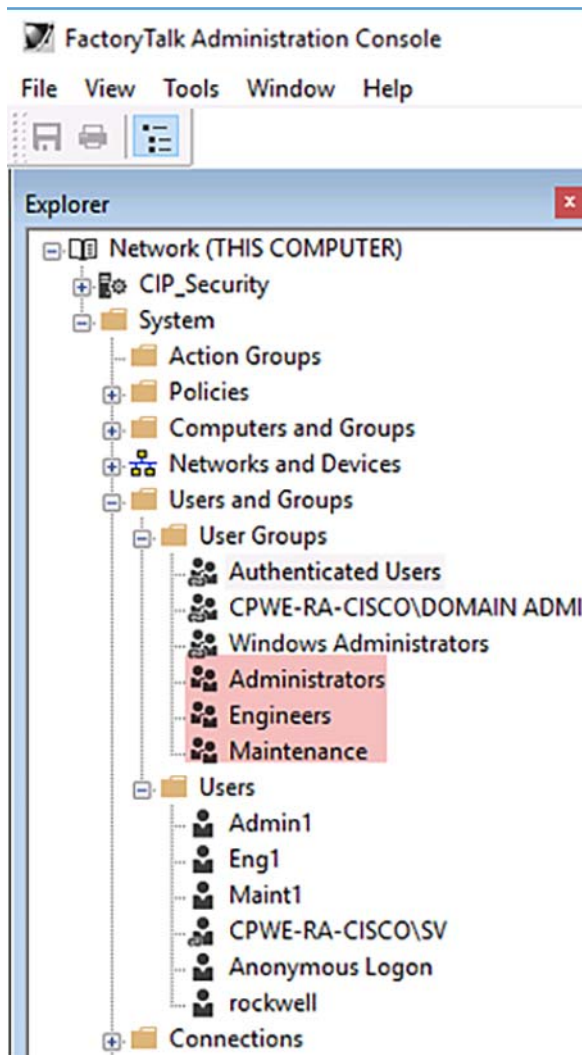 FactoryTalk Administration Console
File View Tools Window Help
Explorer
Network (THIS COMPUTER)
CIP_Security
System
Action Groups
Policies
Computers and Groups
Networks and Devices
Users and Groups
User Groups
Authenticated Users
CPWE-RA-CISCO\DOMAIN ADMI
Windows Administrators
Administrators
Engineers
Maintenance
Users
Admin1
Eng1
Maint1
CPWE-RA-CISCO\SV
Anonymous Logon
rockwell
Connections